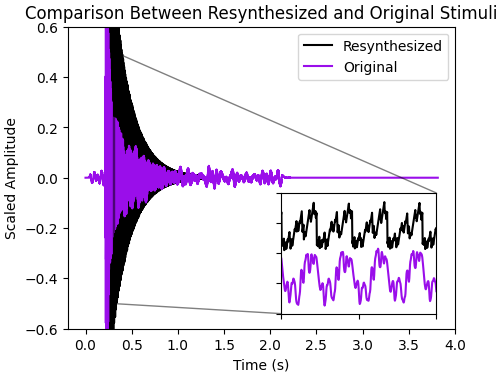 Comparison Between Resynthesized and Original Stimuli
Resynthesized
Original
Scaled Amplitude
0.6
0.4
0.2
0.0
−0.2
−0.4
−0.6
0.0 0.5 1.0 1.5 2.0 2.5 3.0 3.5 4.0
Time (s)